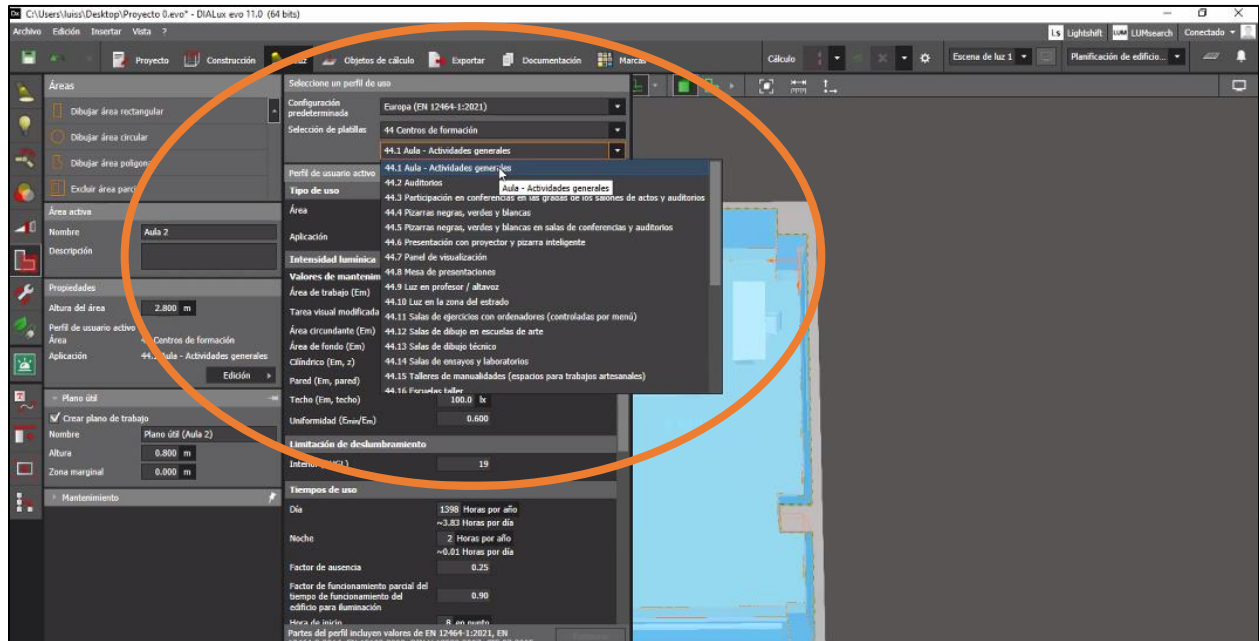 C:\Users\luiss\Desktop\Proyecto 0.evo* - DIALux evo 11.0 (64 bits)
Archivo Edición Insertar Vista ?
Ls Lightshift LUM LUMsearch Conectado
Proyecto Construcción Objetos de cálculo Exportar Documentación
Cálculo Escena de luz 1 Planificación de edificio...
Áreas
Dibujar área rectangular
Dibujar área circular
Dibujar área
Excluir área
Área activa
Nombre Aula 2
Descripción
Propiedades
Altura del área 2.800 m
Perfil de usuario activo
Área Centros de formación
Aplicación Aula - Actividades generales
Edición
Plano útil
Crear plano de trabajo
Nombre Plano útil (Aula 2)
Altura 0.800 m
Zona marginal 0.000 m
Mantenimiento
Seleccione un perfil de uso
Configuración predeterminada Europa (EN 12464-1:2021)
Selección de platillas 44 Centros de formación
44.1 Aula - Actividades generales
44.1 Aula - Actividades generales
44.2 Auditorios
Aula - Actividades generales
44.3 Participación en conferencias en las gradas de los salones de actos y auditorios
44.4 Pizarras negras, verdes y blancas
44.5 Pizarras negras, verdes y blancas en salas de conferencias y auditorios
44.6 Presentación con proyector y pizarra inteligente
44.7 Panel de visualización
44.8 Mesa de presentaciones
44.9 Luz en profesor / altavoz
44.10 Luz en la zona del estrado
44.11 Salas de ejercicios con ordenadores (controladas por menú)
44.12 Salas de dibujo en escuelas de arte
44.13 Salas de dibujo técnico
44.14 Salas de ensayos y laboratorios
44.15 Talleres de manualidades (espacios para trabajos artesanales)
44.16 Escuelas taller
Perfil de usuario activo
Tipo de uso
Área
Aplicación
Intensidad lumínica
Valores de mantenim
Área de trabajo (Em)
Tarea visual modificada
Área circundante (Em)
Área de fondo (Em)
Cilíndrico (Em, z)
Pared (Em, pared)
Techo (Em, techo) 100.0 lx
Uniformidad (Emin/Em) 0.600
Limitación de deslumbramiento
19
Tiempos de uso
Día 1398 Horas por año
~3.83 Horas por día
Noche 2 Horas por año
~0.01 Horas por día
Factor de ausencia 0.25
Factor de funcionamiento parcial del
tiempo de funcionamiento del
edificio para iluminación 0.90
Hora de inicio 8 en punto
Partes del perfil incluyen valores de EN 12464-1:2021, EN